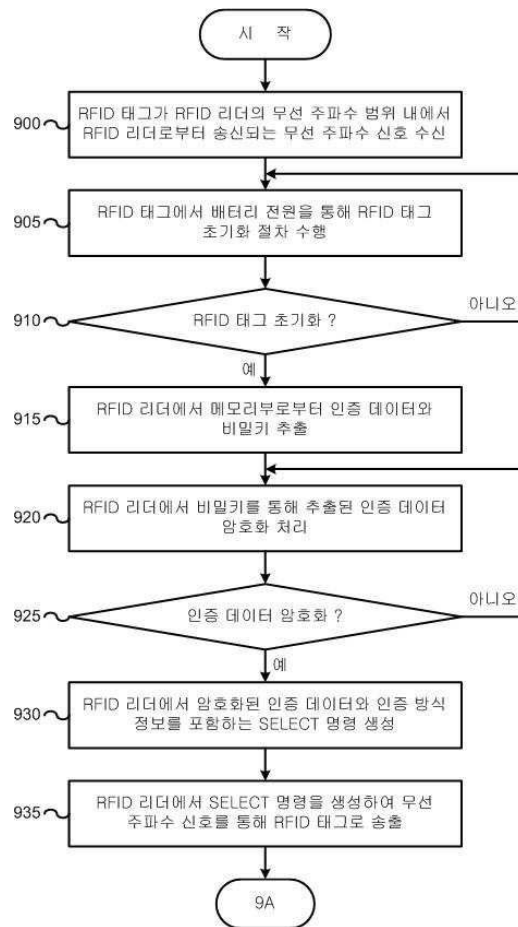 시 작
900
RFID 태그가 RFID 리더의 무선 주파수 범위 내에서
RFID 리더로부터 송신되는 무선 주파수 신호 수신
905
RFID 태그에서 배터리 전원을 통해 RFID 태그
초기화 절차 수행
910
RFID 태그 초기화 ?
아니오
예
915
RFID 리더에서 메모리부로부터 인증 데이터와
비밀키 추출
920
RFID 리더에서 비밀키를 통해 추출된 인증 데이터
암호화 처리
925
인증 데이터 암호화 ?
아니오
예
930
RFID 리더에서 암호화된 인증 데이터와 인증 방식
정보를 포함하는 SELECT 명령 생성
935
RFID 리더에서 SELECT 명령을 생성하여 무선
주파수 신호를 통해 RFID 태그로 송출
9A